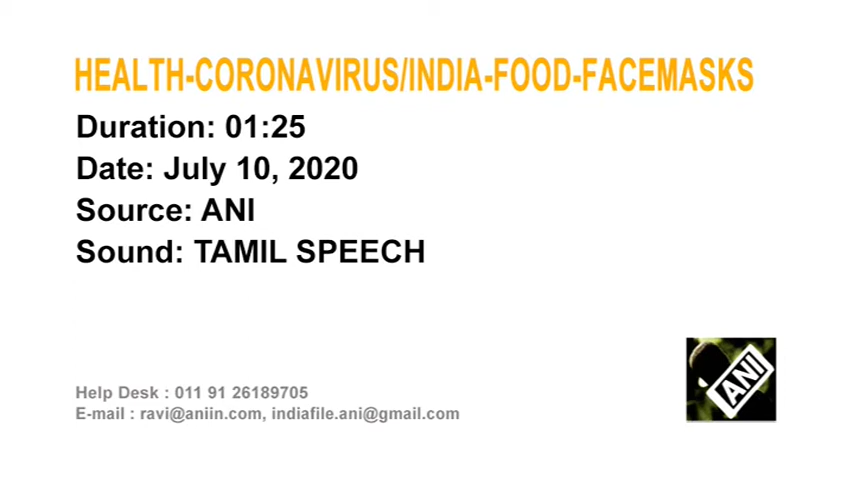 HEALTH-CORONAVIRUS/INDIA-FOOD-FACEMASKS
Duration: 01:25
Date: July 10, 2020
Source: ANI
Sound: TAMIL SPEECH
ANI
Help Desk : 011 91 26189705
E-mail : ravi@aniin.com, indiafile.ani@gmail.com